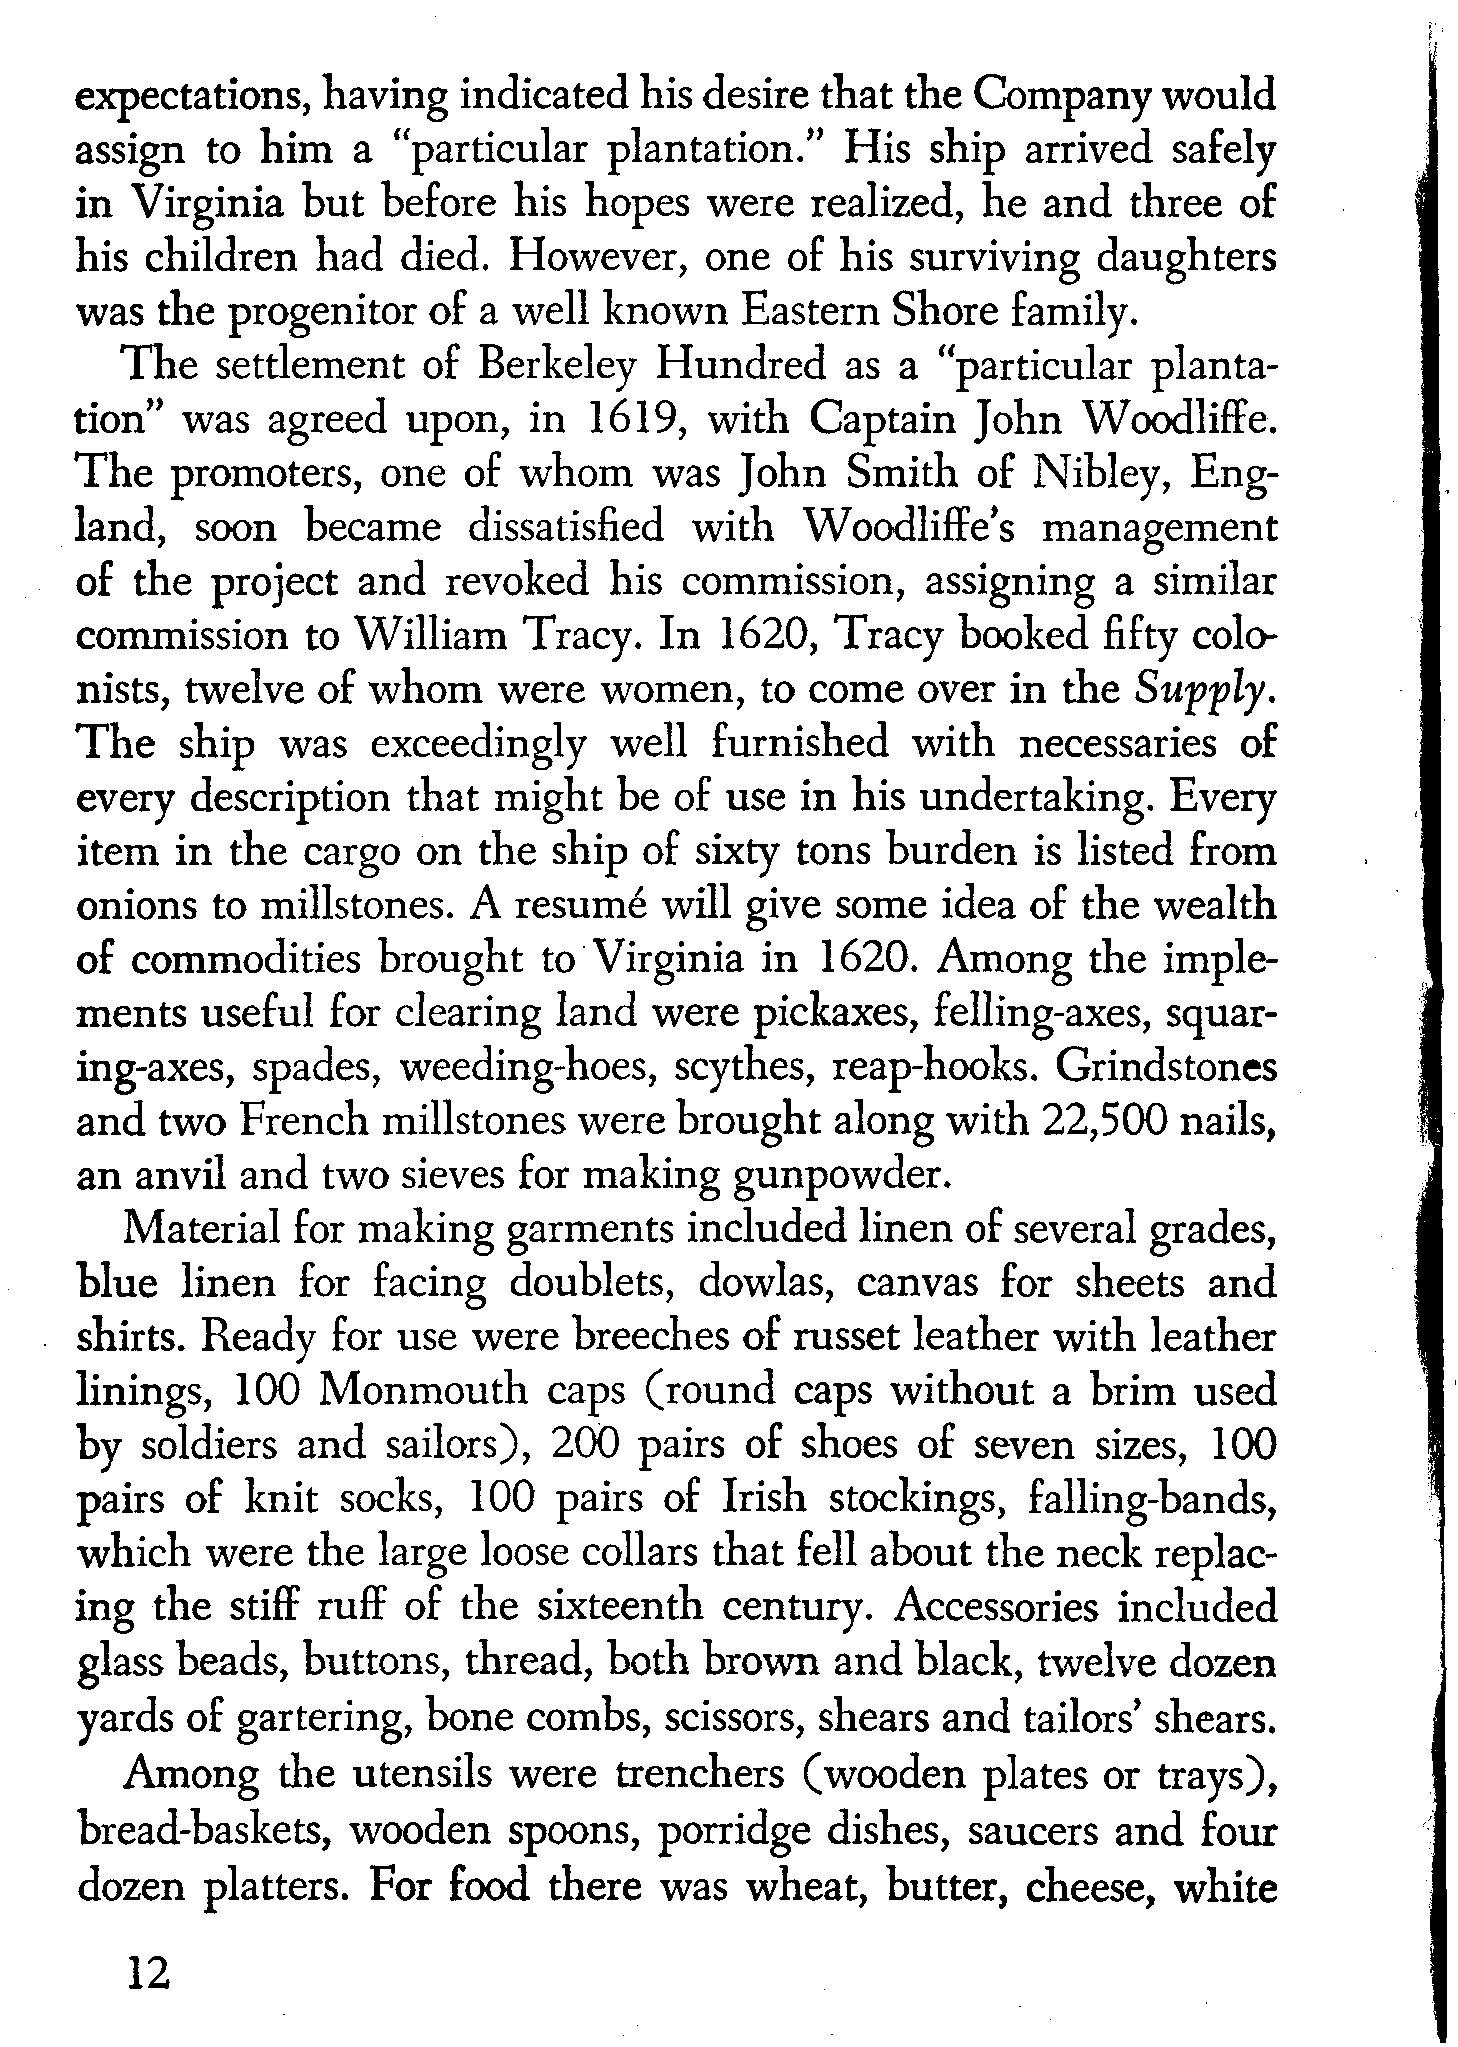 expectations, having indicated his desire that the Company would
assign to him a “particular plantation.” His ship arrived safely
in Virginia but before his hopes were realized, he and three of
his children had died. However, one of his surviving daughters
was the progenitor of a well known Eastern Shore family.
The settlement of Berkeley Hundred as a “particular planta-
tion” was agreed upon, in 1619, with Captain John Woodliffe.
The promoters, one of whom was John Smith of Nibley, Eng-
land, soon became dissatisfied with Woodliffe's management
of the project and revoked his commission, assigning a similar
commission to William Tracy. In 1620, Tracy booked fifty colo-
nists, twelve of whom were women, to come over in the Supply.
The ship was exceedingly well furnished with necessaries of
every description that might be of use in his undertaking. Every
item in the cargo on the ship of sixty tons burden is listed from
onions to millstones. A resumé will give some idea of the wealth
of commodities brought to Virginia in 1620. Among the imple-
ments useful for clearing land were pickaxes, felling-axes, squar-
ing-axes, spades, weeding-hoes, scythes, reap-hooks. Grindstones
and two French millstones were brought along with 22,500 nails,
an anvil and two sieves for making gunpowder.
Material for making garments included linen of several grades,
blue linen for facing doublets, dowlas, canvas for sheets and
shirts. Ready for use were breeches of russet leather with leather
linings, 100 Monmouth caps (round caps without a brim used
by soldiers and sailors), 200 pairs of shoes of seven sizes, 100
pairs of knit socks, 100 pairs of Irish stockings, falling-bands,
which were the large loose collars that fell about the neck replac-
ing the stiff ruff of the sixteenth century. Accessories included
glass beads, buttons, thread, both brown and black, twelve dozen
yards of gartering, bone combs, scissors, shears and tailors' shears.
Among the utensils were trenchers (wooden plates or trays),
bread-baskets, wooden spoons, porridge dishes, saucers and four
dozen platters. For food there was wheat, butter, cheese, white
12